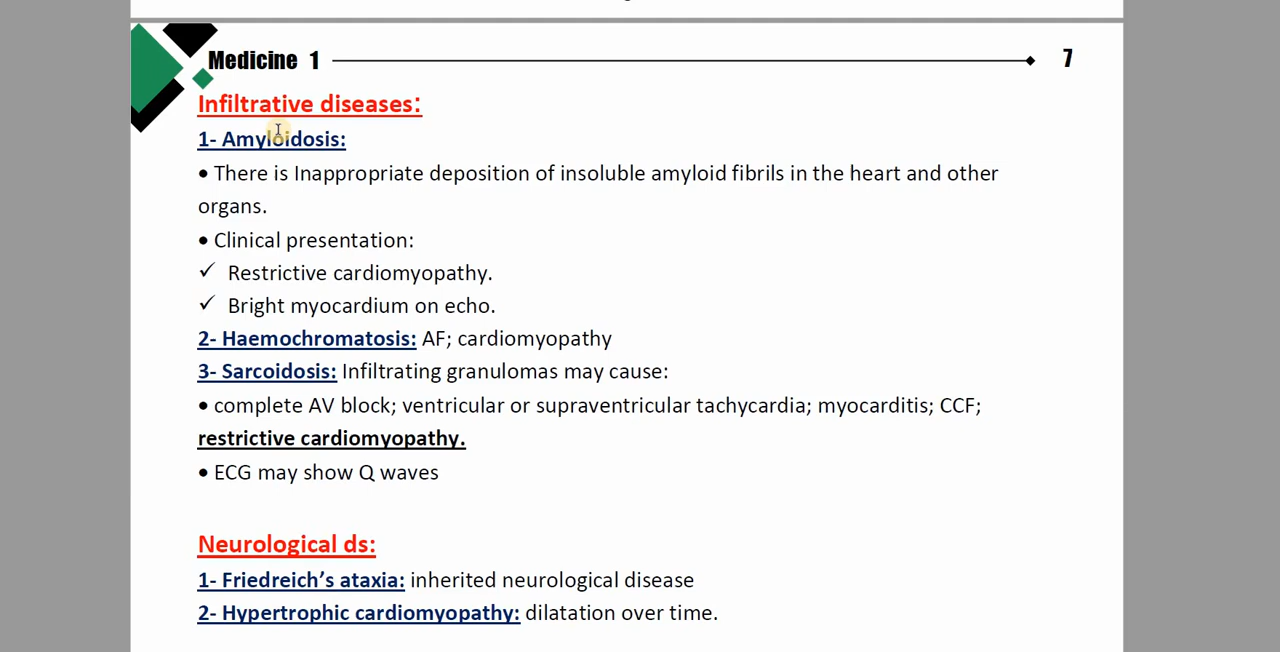 Medicine 1
7
Infiltrative diseases:
1- Amyloidosis:
• There is Inappropriate deposition of insoluble amyloid fibrils in the heart and other
organs.
• Clinical presentation:
✓ Restrictive cardiomyopathy.
✓ Bright myocardium on echo.
2- Haemochromatosis: AF; cardiomyopathy
3- Sarcoidosis: Infiltrating granulomas may cause:
• complete AV block; ventricular or supraventricular tachycardia; myocarditis; CCF;
restrictive cardiomyopathy.
• ECG may show Q waves
Neurological ds:
1- Friedreich’s ataxia: inherited neurological disease
2- Hypertrophic cardiomyopathy: dilatation over time.